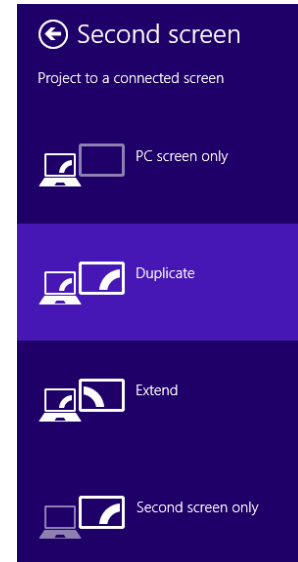 Second screen
Project to a connected screen
PC screen only
Duplicate
Extend
Second screen only